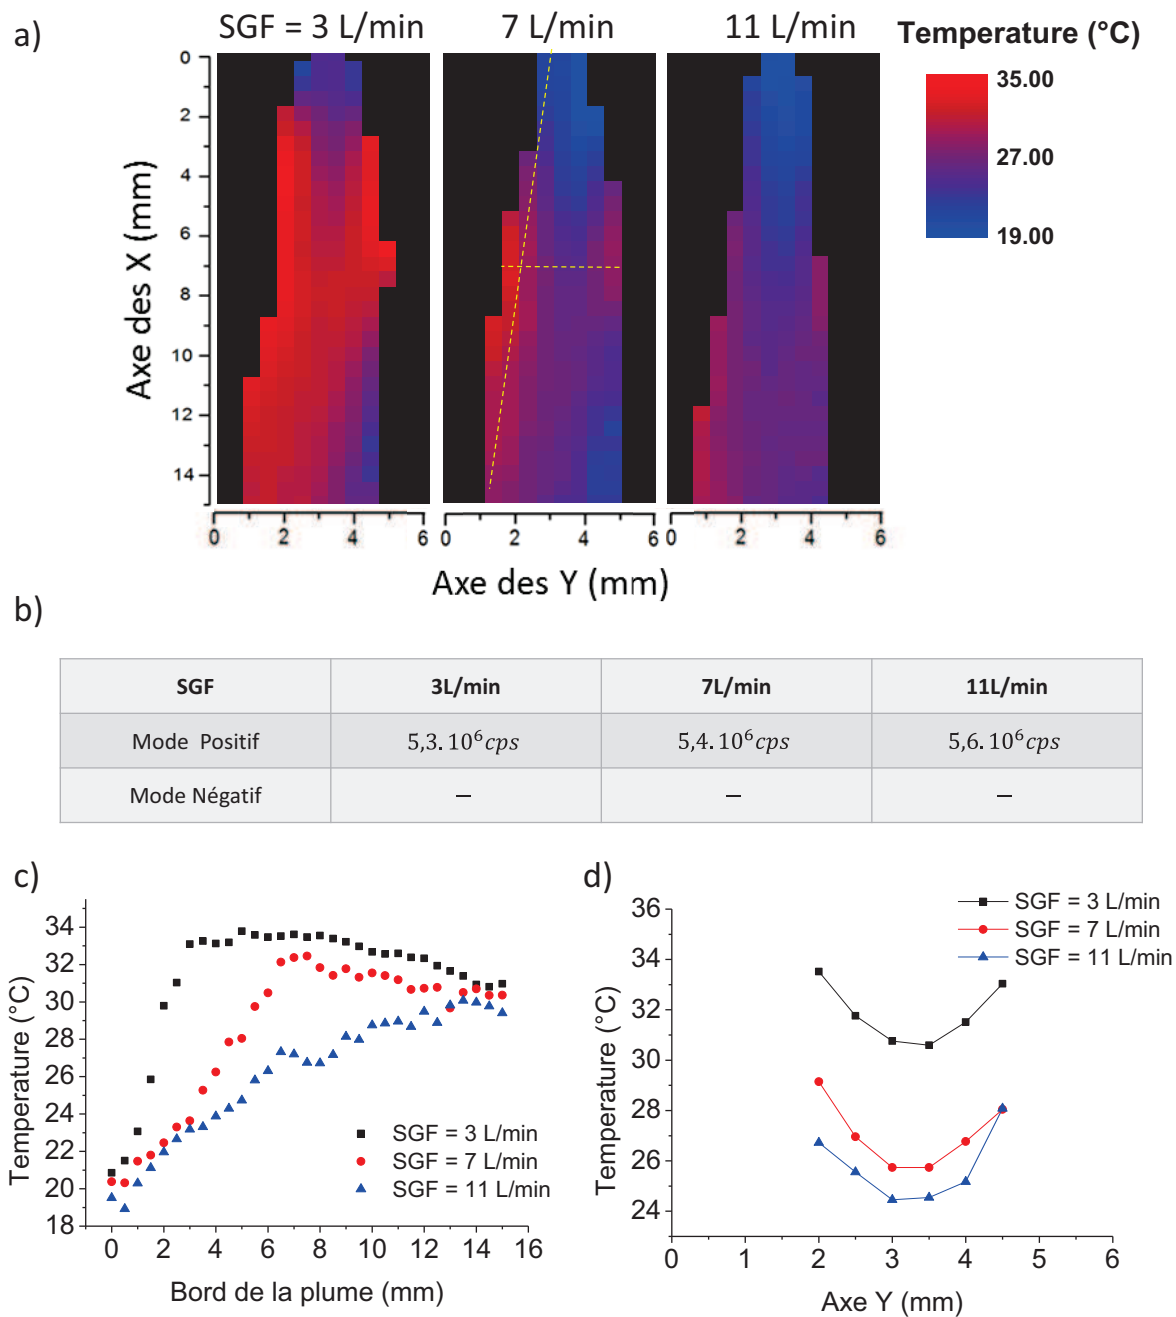 a)
SGF = 3 L/min 7 L/min 11 L/min
Temperature (°C)
35.00
27.00
19.00
Axe des X (mm)
0
2
4
6
8
10
12
14
0 2 4 6 0 2 4 6 0 2 4 6
Axe des Y (mm)
b)
SGF 3L/min 7L/min 11L/min
Mode Positif 5,3. 10⁶cps 5,4. 10⁶cps 5,6. 10⁶cps
Mode Négatif – – –
c)
Temperature (°C)
34
32
30
28
26
24
22
20
18
SGF = 3 L/min
SGF = 7 L/min
SGF = 11 L/min
0 2 4 6 8 10 12 14 16
Bord de la plume (mm)
d)
Temperature (°C)
36
34
32
30
28
26
24
SGF = 3 L/min
SGF = 7 L/min
SGF = 11 L/min
0 1 2 3 4 5 6
Axe Y (mm)